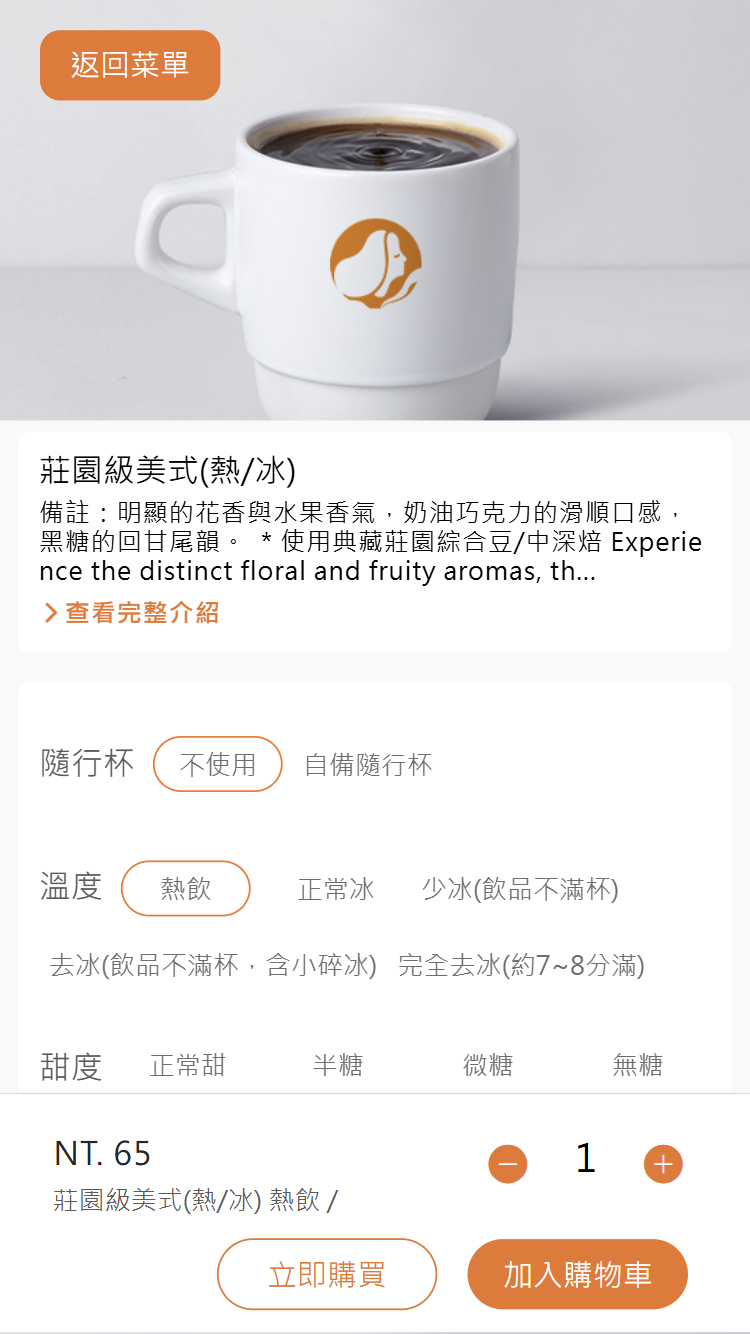 返回菜單
莊園級美式(熱/冰)
備註：明顯的花香與水果香氣，奶油巧克力的滑順口感，
黑糖的回甘尾韻。 * 使用典藏莊園綜合豆/中深焙 Experie
nce the distinct floral and fruity aromas, th...
查看完整介紹
隨行杯 不使用 自備隨行杯
溫度 熱飲 正常冰 少冰(飲品不滿杯)
去冰(飲品不滿杯，含小碎冰) 完全去冰(約7~8分滿)
甜度 正常甜 半糖 微糖 無糖
NT. 65 1
莊園級美式(熱/冰) 熱飲 /
立即購買 加入購物車